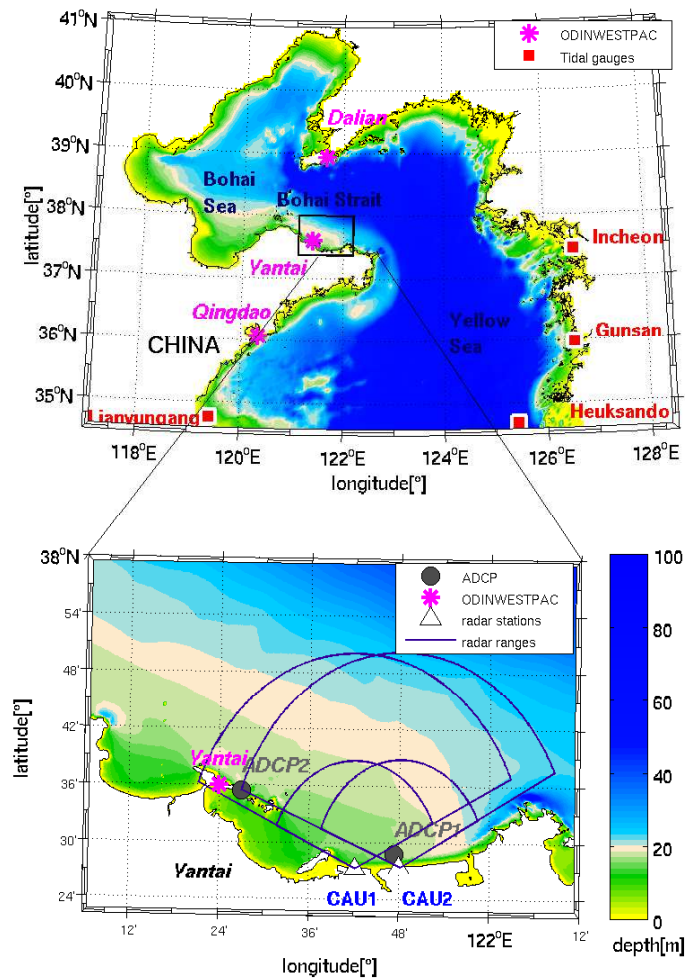 41°N
40°N
39°N
38°N
37°N
36°N
35°N
latitude[°]
ODINWESTPAC
Tidal gauges
Dalian
Bohai
Sea
Bohai Strait
Yantai
Qingdao
CHINA
Yellow
Sea
Incheon
Gunsan
Heuksando
Lianyungang
118°E
120°E
122°E
124°E
126°E
128°E
longitude[°]
38°N
54'
48'
42'
36'
30'
24'
latitude[°]
ADCP
ODINWESTPAC
radar stations
radar ranges
Yantai
ADCP2
ADCP1
Yantai
CAU1
CAU2
12'
24'
36'
48'
122°E
12'
longitude[°]
100
80
60
40
20
0
depth[m]